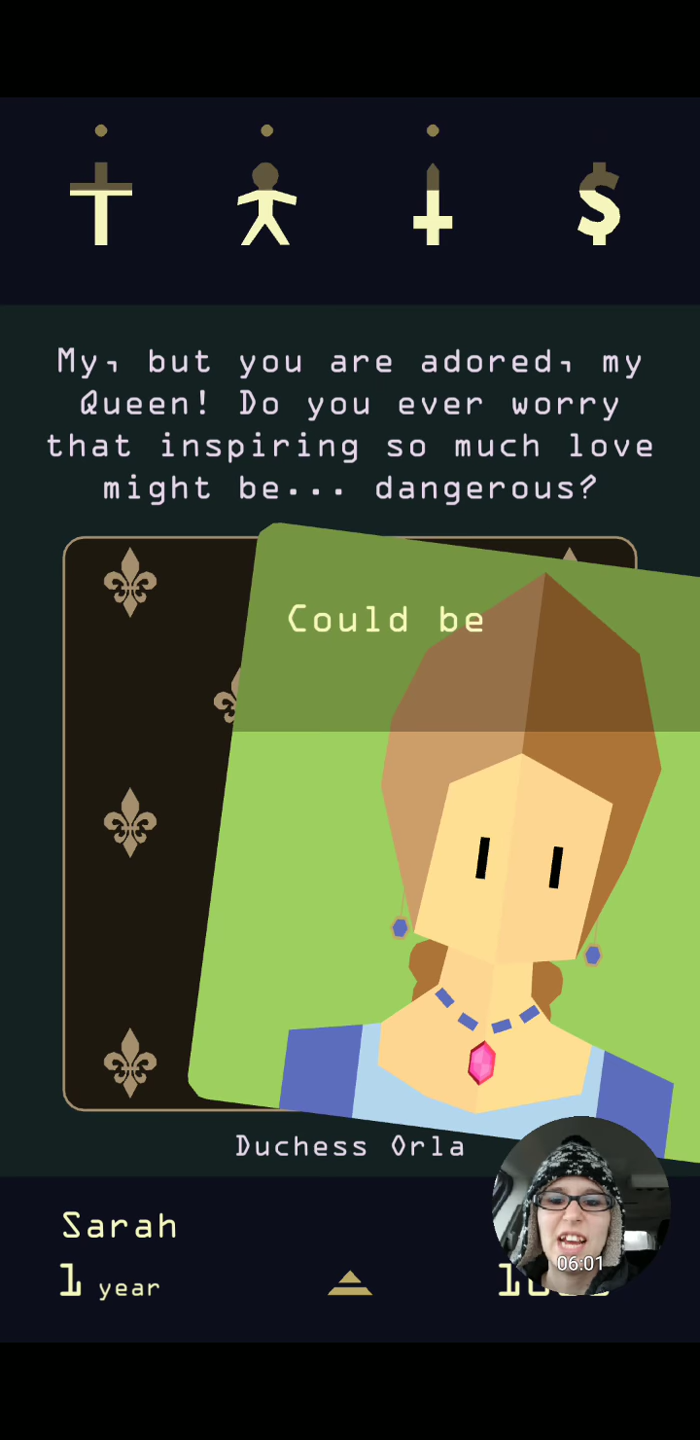 My, but you are adored, my
Queen! Do you ever worry
that inspiring so much love
might be... dangerous?
Could be
Duchess Orla
Sarah
06:01
1 year